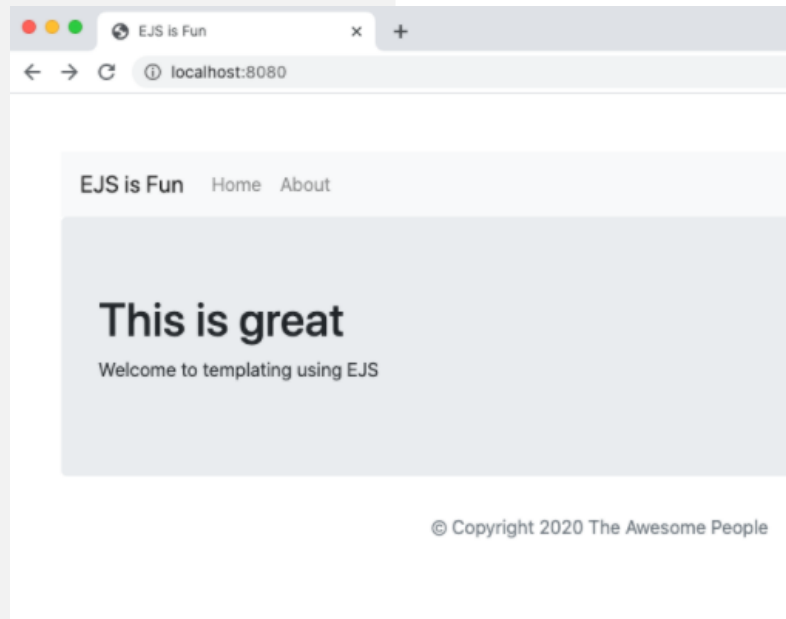 EJS is Fun
localhost:8080
EJS is Fun Home About
This is great
Welcome to templating using EJS
© Copyright 2020 The Awesome People